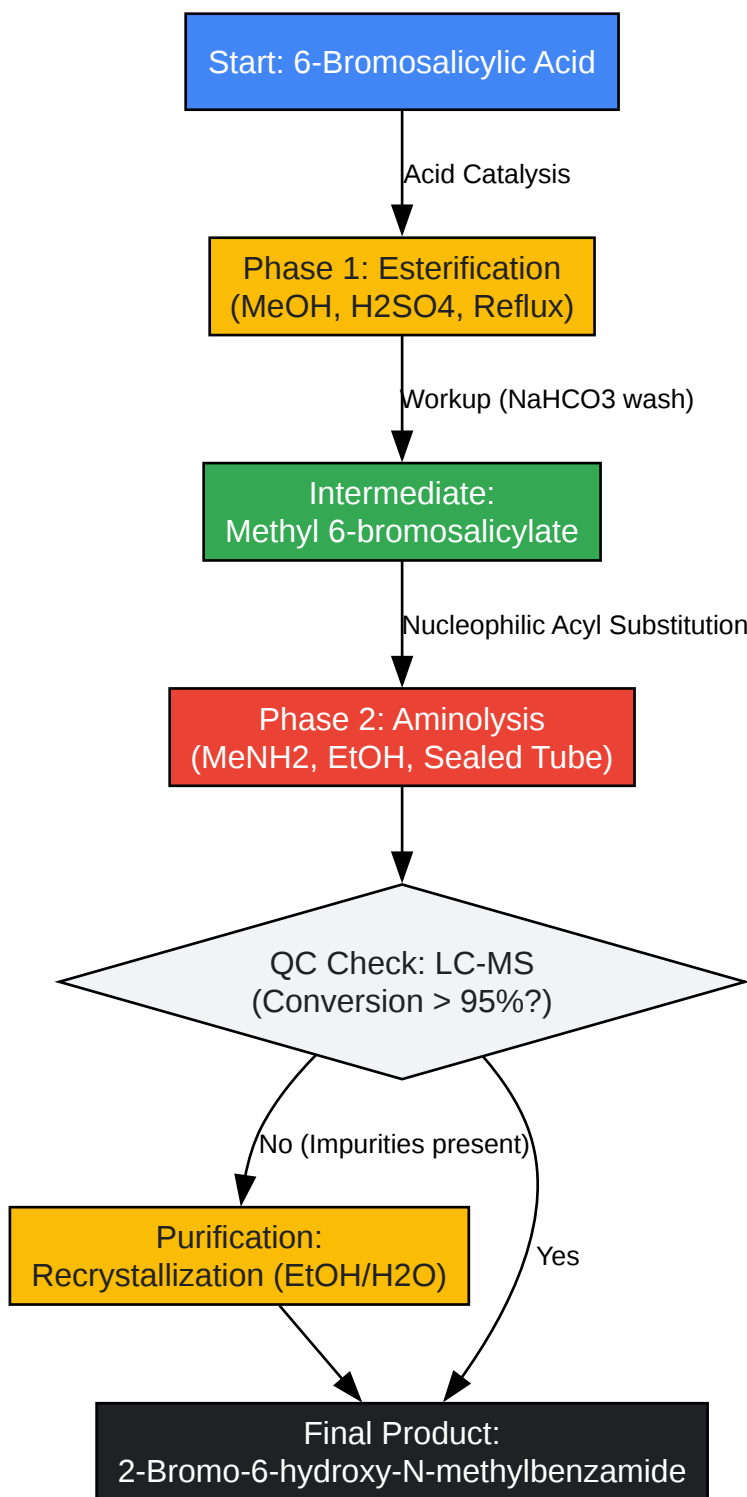 Start: 6-Bromosalicylic Acid
Acid Catalysis
Phase 1: Esterification
(MeOH, H2SO4, Reflux)
Workup (NaHCO3 wash)
Intermediate:
Methyl 6-bromosalicylate
Nucleophilic Acyl Substitution
Phase 2: Aminolysis
(MeNH2, EtOH, Sealed Tube)
QC Check: LC-MS
(Conversion > 95%?)
No (Impurities present)
Purification:
Recrystallization (EtOH/H2O)
Yes
Final Product:
2-Bromo-6-hydroxy-N-methylbenzamide